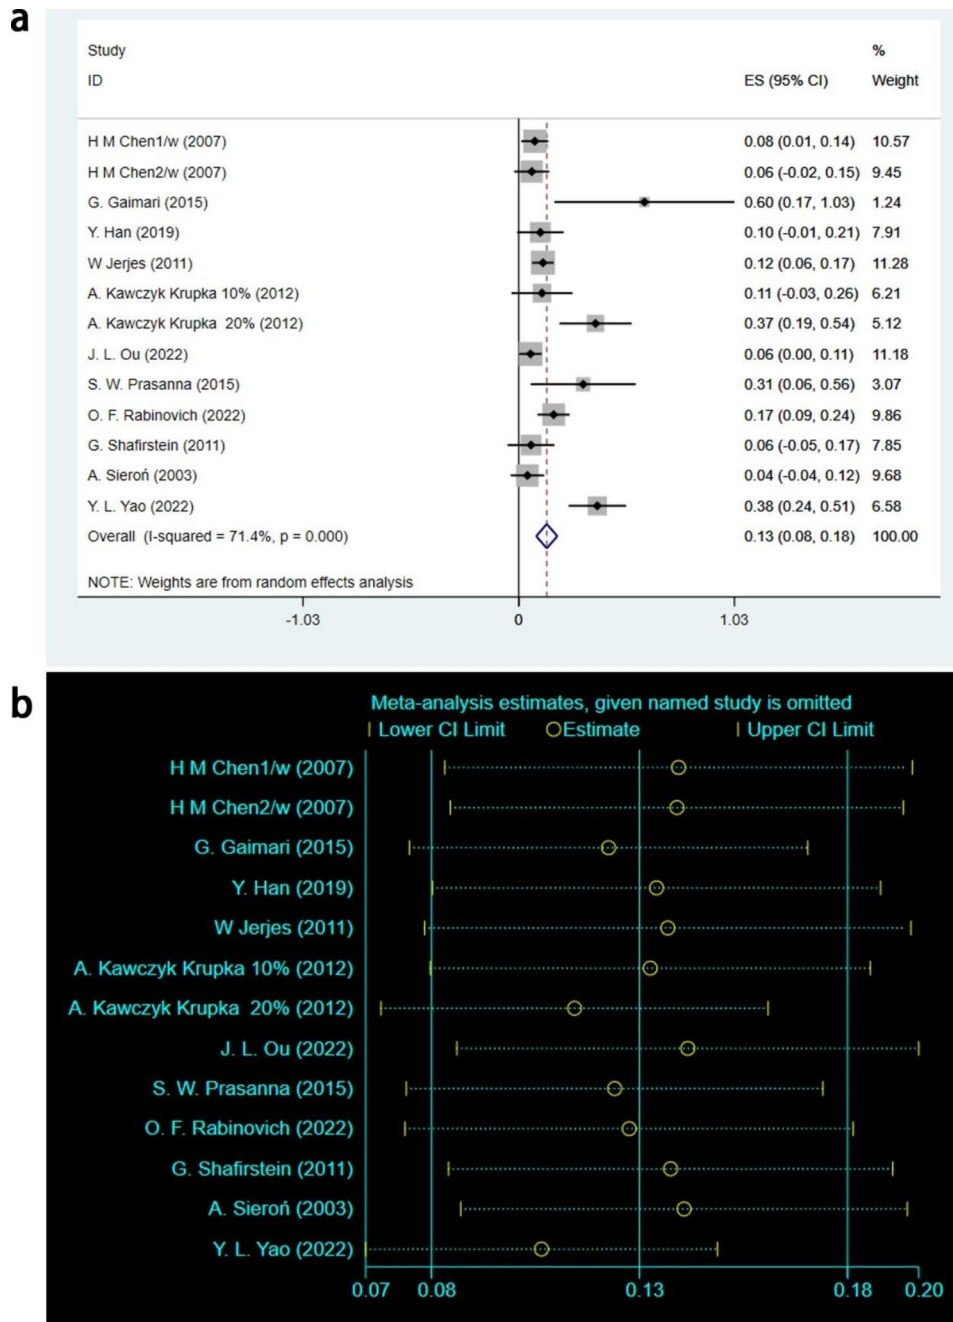 a
Study %
ID ES (95% CI) Weight
H M Chen1/w (2007) 0.08 (0.01, 0.14) 10.57
H M Chen2/w (2007) 0.06 (-0.02, 0.15) 9.45
G. Gaimari (2015) 0.60 (0.17, 1.03) 1.24
Y. Han (2019) 0.10 (-0.01, 0.21) 7.91
W Jerjes (2011) 0.12 (0.06, 0.17) 11.28
A. Kawczyk Krupka 10% (2012) 0.11 (-0.03, 0.26) 6.21
A. Kawczyk Krupka 20% (2012) 0.37 (0.19, 0.54) 5.12
J. L. Ou (2022) 0.06 (0.00, 0.11) 11.18
S. W. Prasanna (2015) 0.31 (0.06, 0.56) 3.07
O. F. Rabinovich (2022) 0.17 (0.09, 0.24) 9.86
G. Shafirstein (2011) 0.06 (-0.05, 0.17) 7.85
A. Sieroń (2003) 0.04 (-0.04, 0.12) 9.68
Y. L. Yao (2022) 0.38 (0.24, 0.51) 6.58
Overall (I-squared = 71.4%, p = 0.000) 0.13 (0.08, 0.18) 100.00
NOTE: Weights are from random effects analysis
-1.03 0 1.03
b
Meta-analysis estimates, given named study is omitted
Lower CI Limit Estimate Upper CI Limit
H M Chen1/w (2007)
H M Chen2/w (2007)
G. Gaimari (2015)
Y. Han (2019)
W Jerjes (2011)
A. Kawczyk Krupka 10% (2012)
A. Kawczyk Krupka 20% (2012)
J. L. Ou (2022)
S. W. Prasanna (2015)
O. F. Rabinovich (2022)
G. Shafirstein (2011)
A. Sieroń (2003)
Y. L. Yao (2022)
0.07 0.08 0.13 0.18 0.20